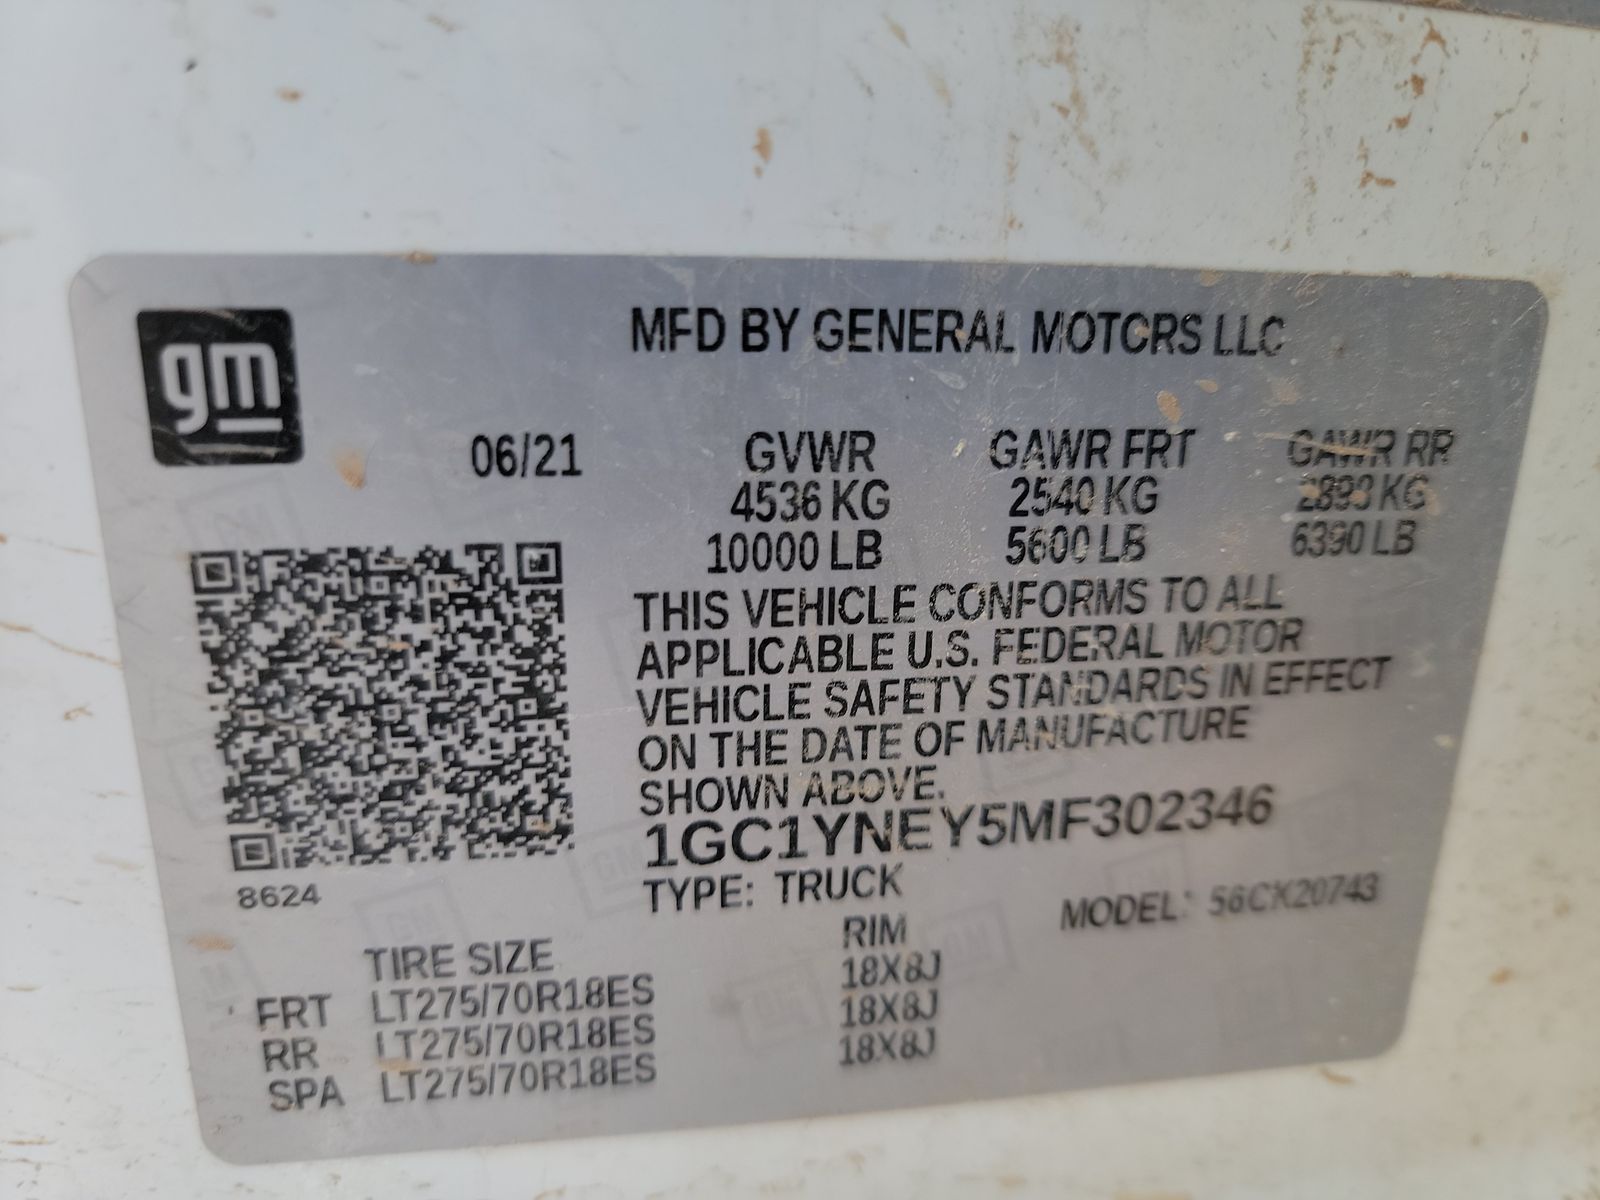 gm
MFD BY GENERAL MOTORS LLC
06/21 GVWR GAWR FRT GAWR RR
4536 KG 2540 KG 2899 KG
10000 LB 5600 LB 6390 LB
THIS VEHICLE CONFORMS TO ALL
APPLICABLE U.S. FEDERAL MOTOR
VEHICLE SAFETY STANDARDS IN EFFECT
ON THE DATE OF MANUFACTURE
SHOWN ABOVE.
1GC1YNEY5MF302346
8624
TYPE: TRUCK MODEL: 56CK20743
TIRE SIZE RIM
FRT LT275/70R18ES 18X8J
RR LT275/70R18ES 18X8J
SPA LT275/70R18ES 18X8J